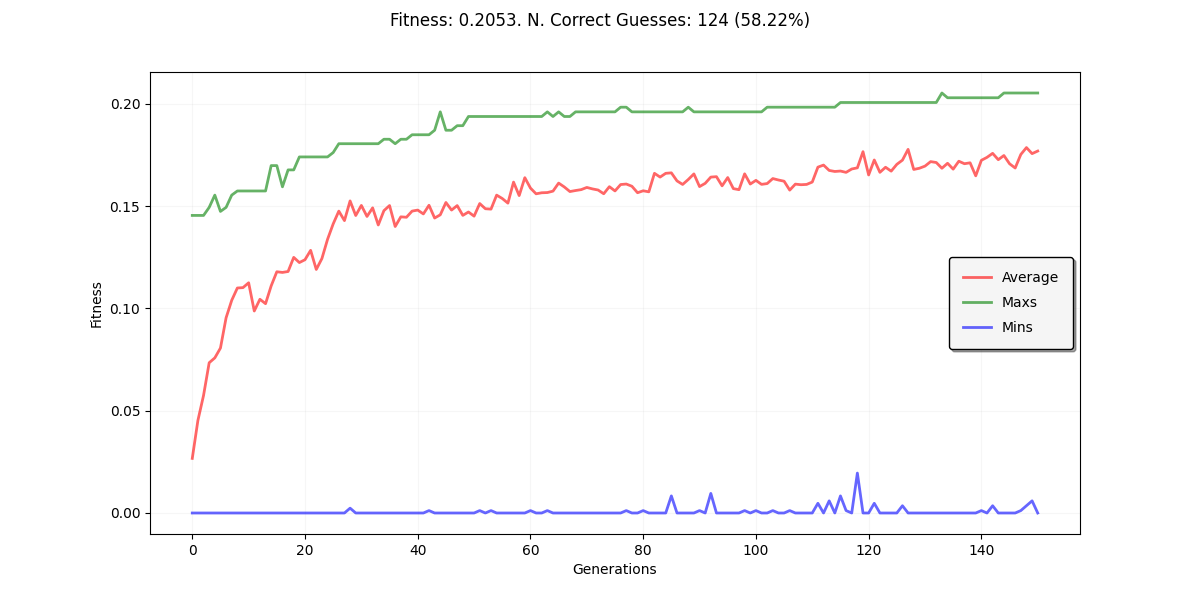 Fitness: 0.2053. N. Correct Guesses: 124 (58.22%)
0.20
0.15
0.10
0.05
0.00
Fitness
Average
Maxs
Mins
0 20 40 60 80 100 120 140
Generations